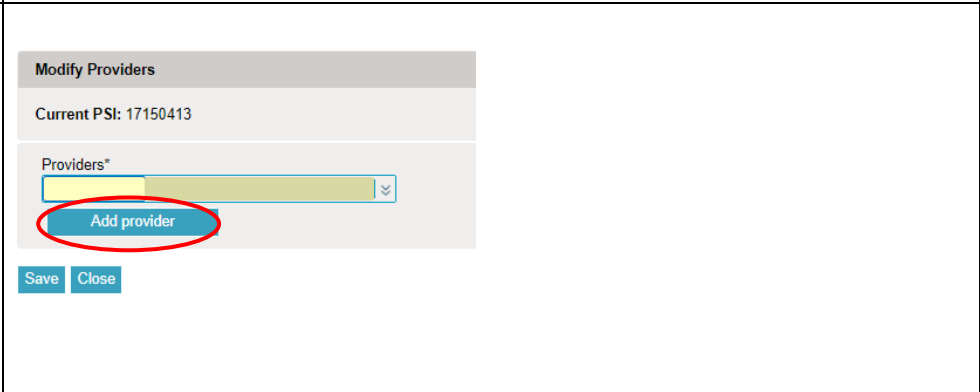 Modify Providers
Current PSI: 17150413
Providers*
Add provider
Save Close